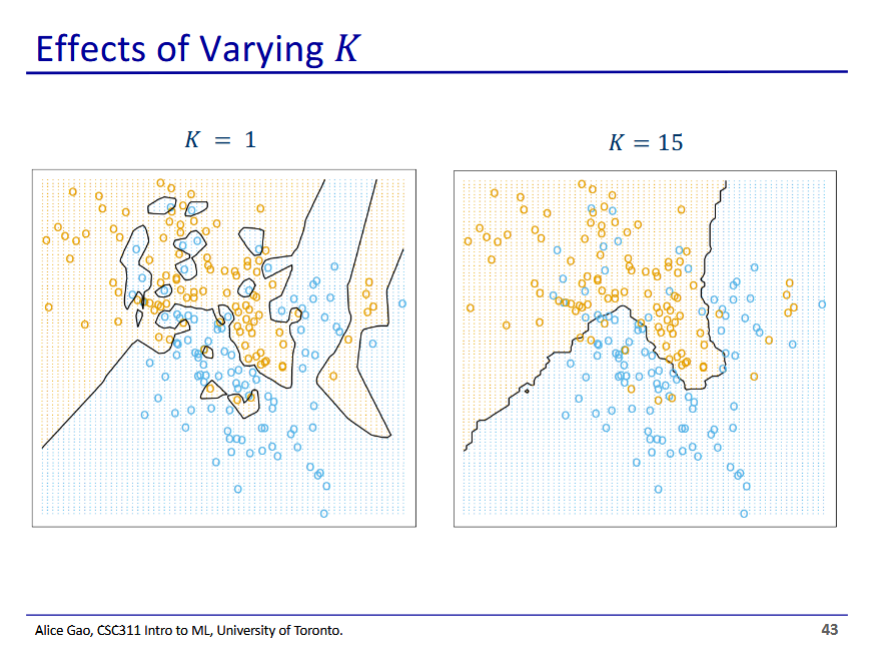 Effects of Varying K
K = 1
K = 15
Alice Gao, CSC311 Intro to ML, University of Toronto.
43